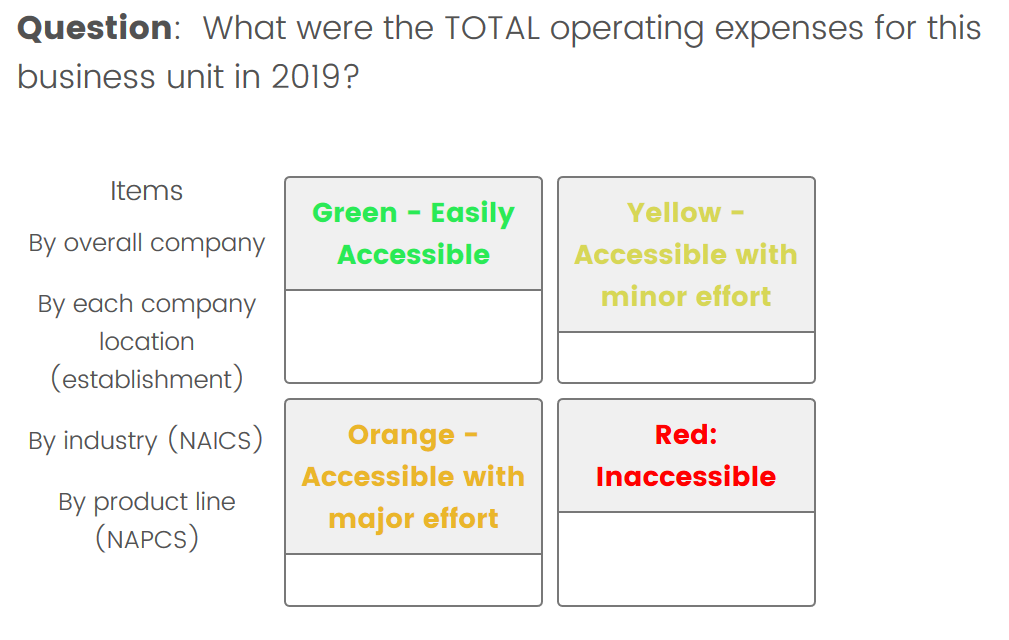 Question: What were the TOTAL operating expenses for this
business unit in 2019?
Items
By overall company
By each company
location
(establishment)
By industry (NAICS)
By product line
(NAPCS)
Green - Easily
Accessible
Yellow -
Accessible with
minor effort
Orange -
Accessible with
major effort
Red:
Inaccessible